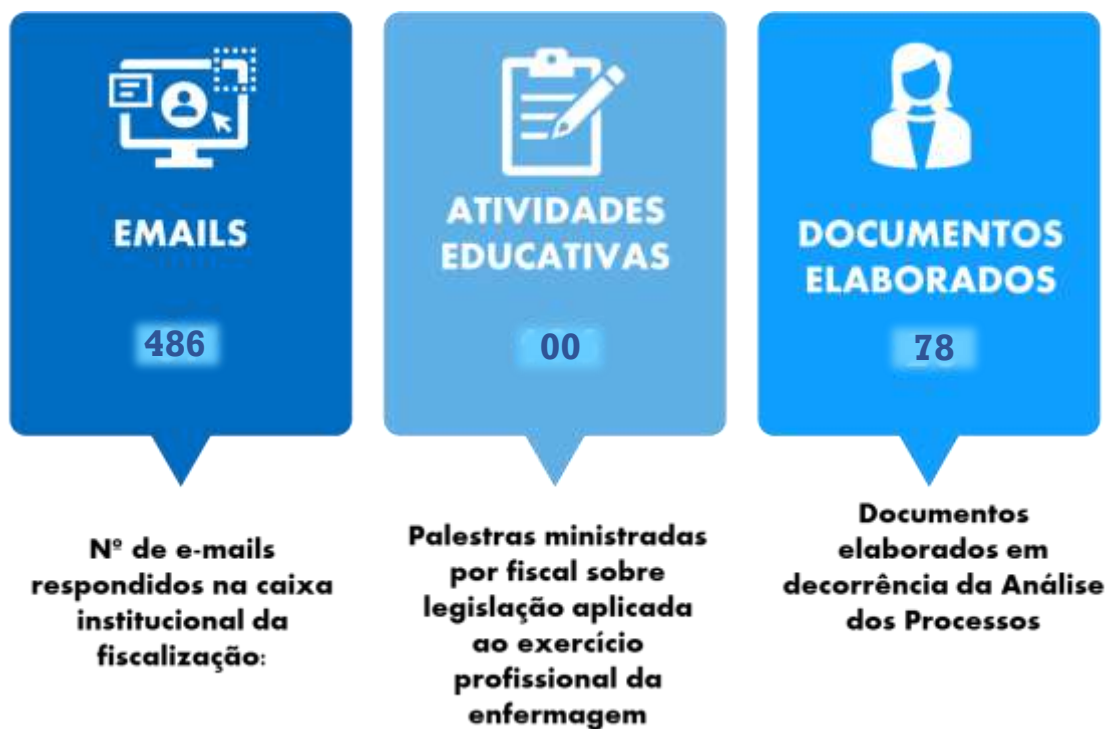 EMAILS
486
Nº de e-mails
respondidos na caixa
institucional da
fiscalização:
ATIVIDADES
EDUCATIVAS
00
Palestras ministradas
por fiscal sobre
legislação aplicada
ao exercício
profissional da
enfermagem
DOCUMENTOS
ELABORADOS
78
Documentos
elaborados em
decorrência da Análise
dos Processos